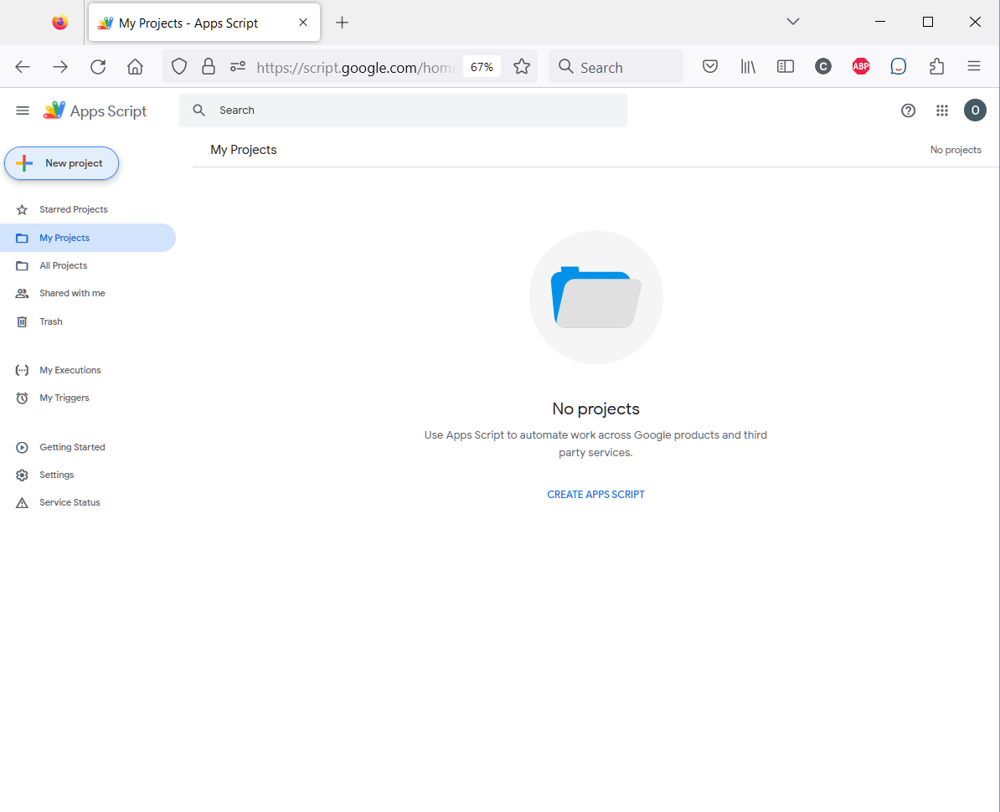 My Projects - Apps Script
https://script.google.com/home
67%
Search
C
ABP
Apps Script
Search
O
New project
My Projects
No projects
Starred Projects
My Projects
All Projects
Shared with me
Trash
My Executions
My Triggers
Getting Started
Settings
Service Status
No projects
Use Apps Script to automate work across Google products and third
party services.
CREATE APPS SCRIPT